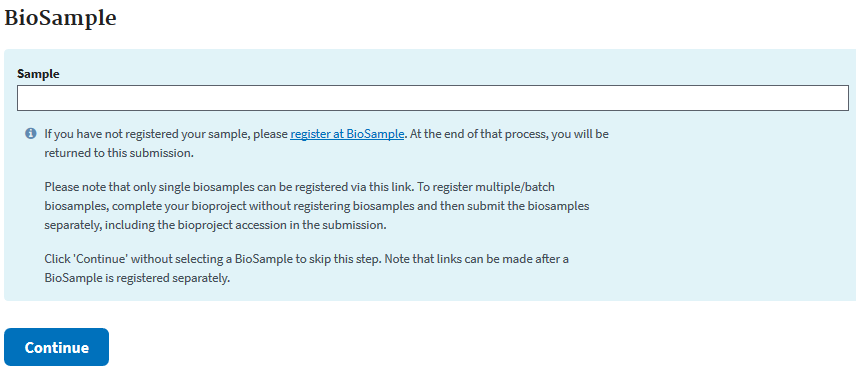 BioSample
Sample
If you have not registered your sample, please register at BioSample. At the end of that process, you will be
returned to this submission.
Please note that only single biosamples can be registered via this link. To register multiple/batch
biosamples, complete your bioproject without registering biosamples and then submit the biosamples
separately, including the bioproject accession in the submission.
Click 'Continue' without selecting a BioSample to skip this step. Note that links can be made after a
BioSample is registered separately.
Continue